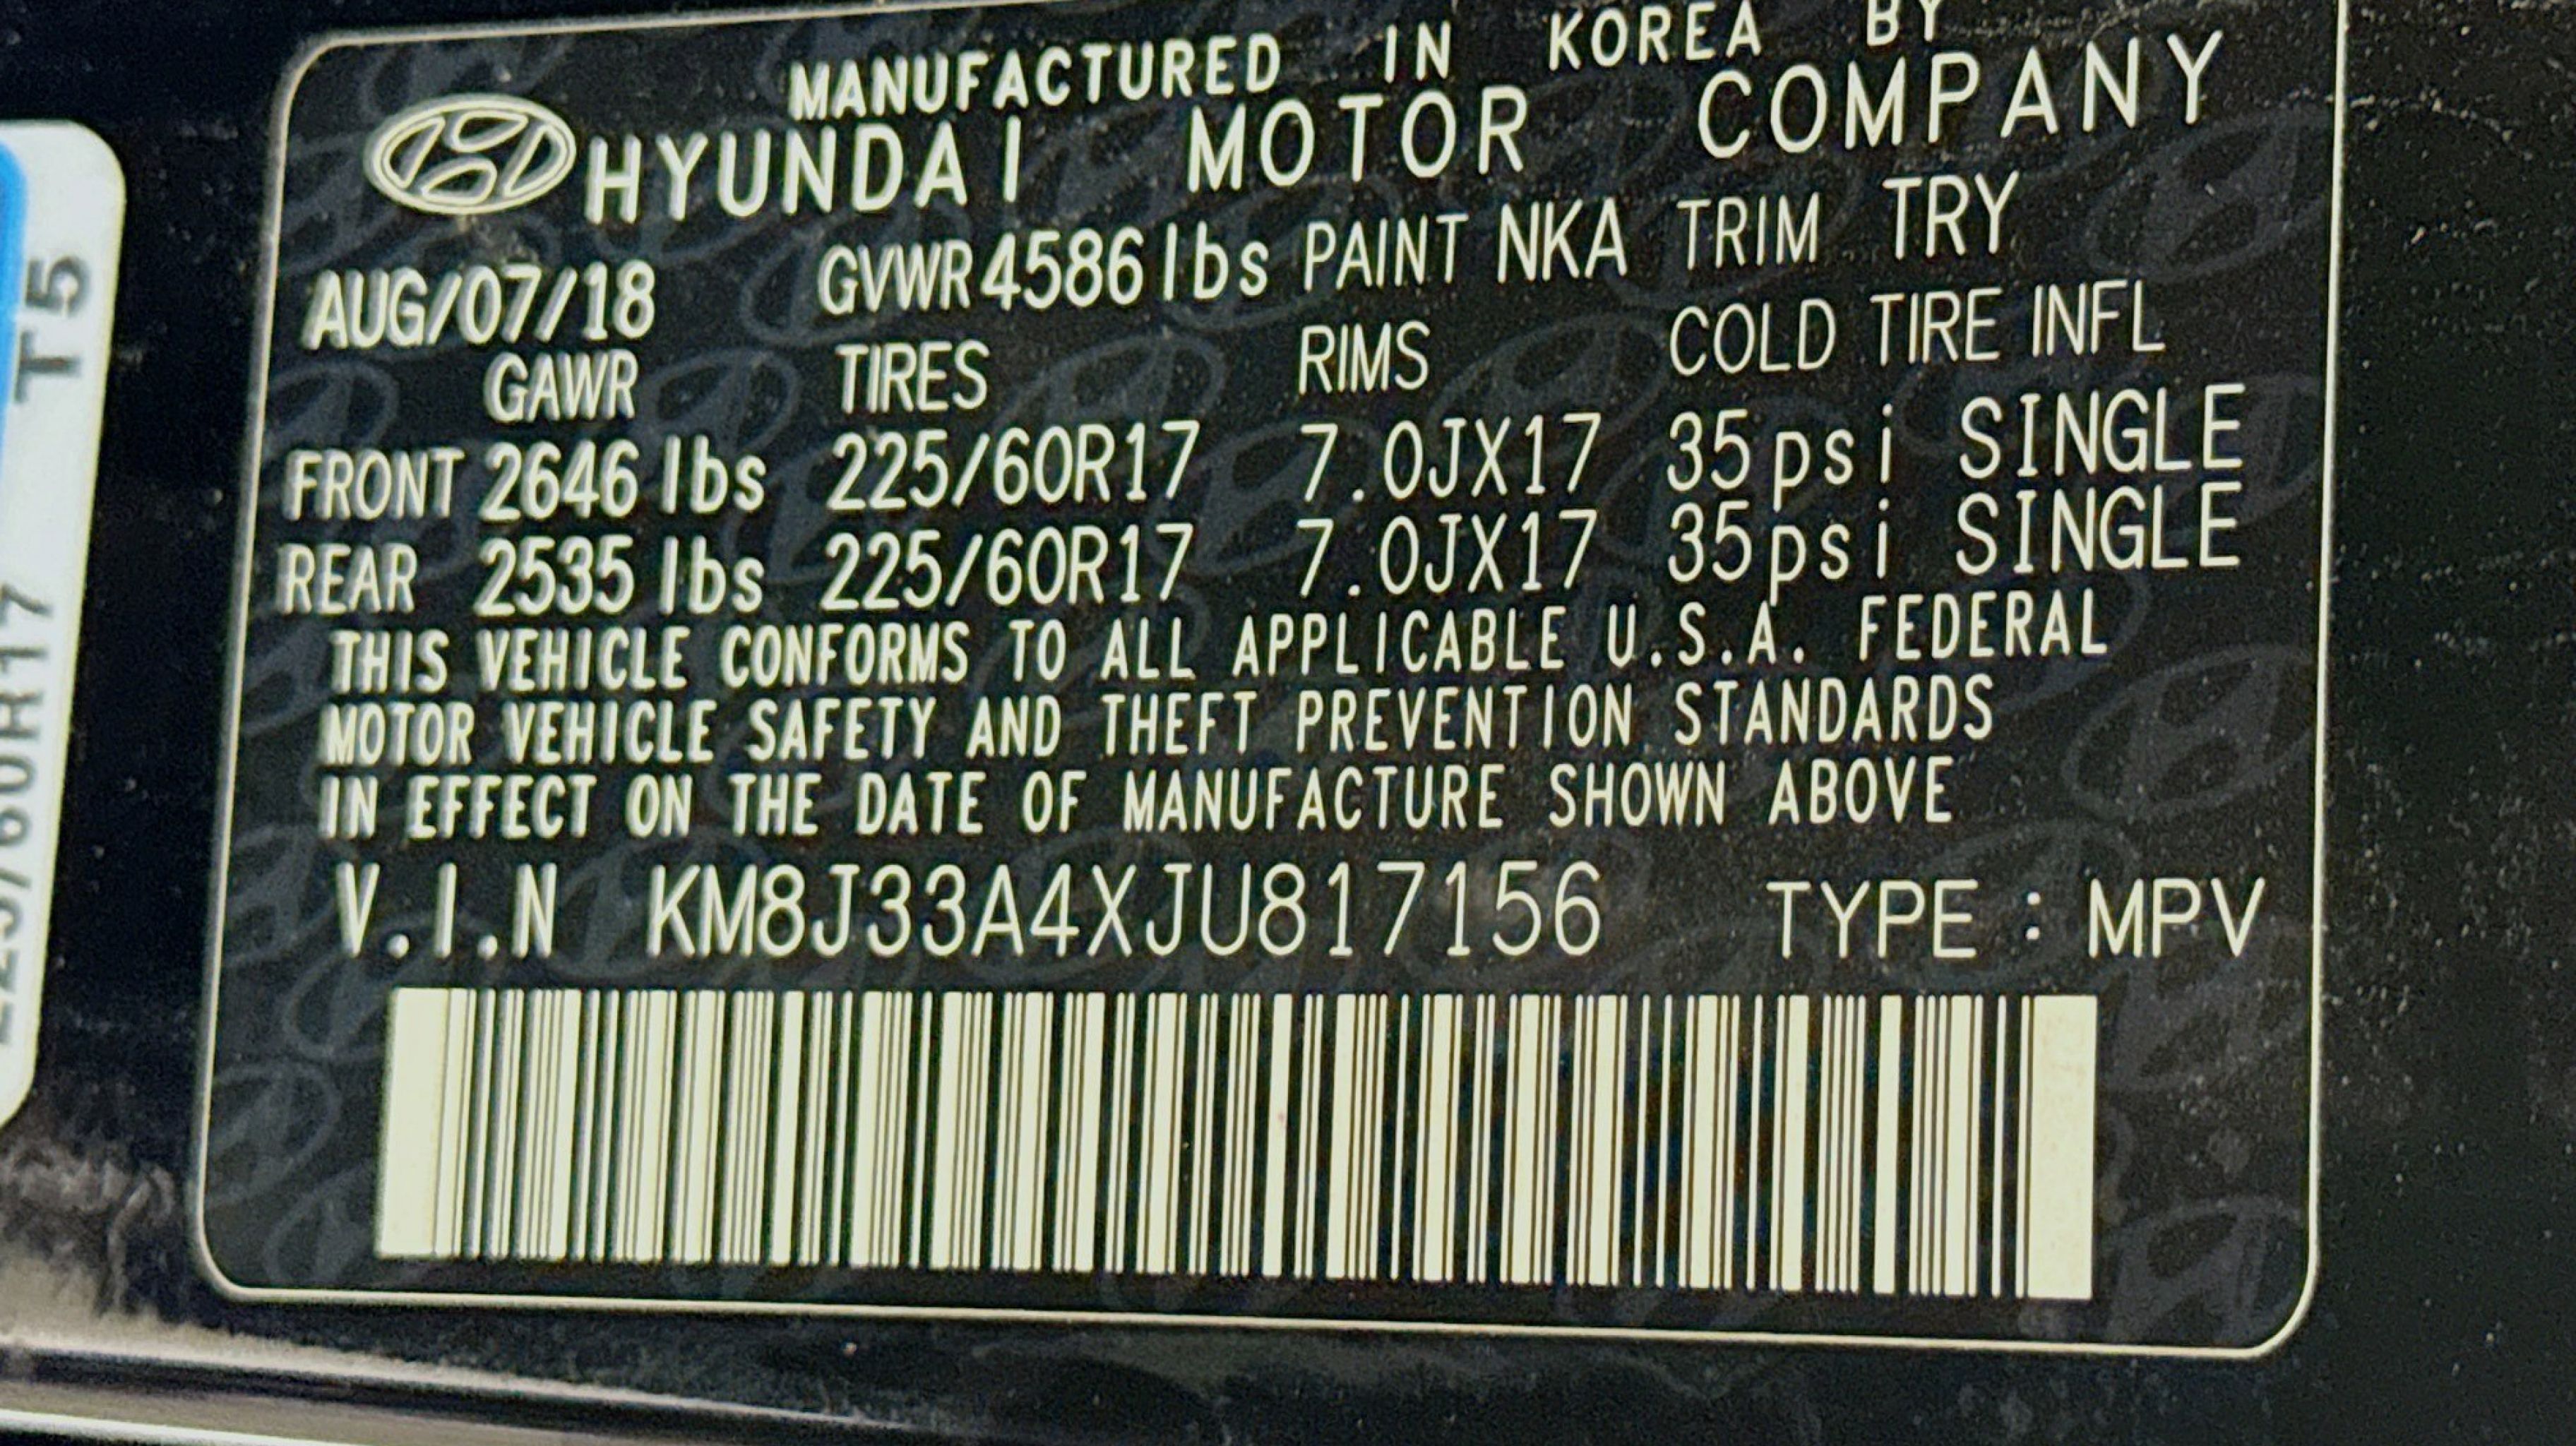 MANUFACTURED IN KOREA BY
HYUNDAI MOTOR COMPANY
AUG/07/18 GVWR 4586 lbs PAINT NKA TRIM TRY
GAWR TIRES RIMS COLD TIRE INFL
FRONT 2646 lbs 225/60R17 7.0JX17 35psi SINGLE
REAR 2535 lbs 225/60R17 7.0JX17 35psi SINGLE
THIS VEHICLE CONFORMS TO ALL APPLICABLE U.S.A. FEDERAL
MOTOR VEHICLE SAFETY AND THEFT PREVENTION STANDARDS
IN EFFECT ON THE DATE OF MANUFACTURE SHOWN ABOVE
V.I.N KM8J33A4XJU817156 TYPE : MPV
225/60R17 T5